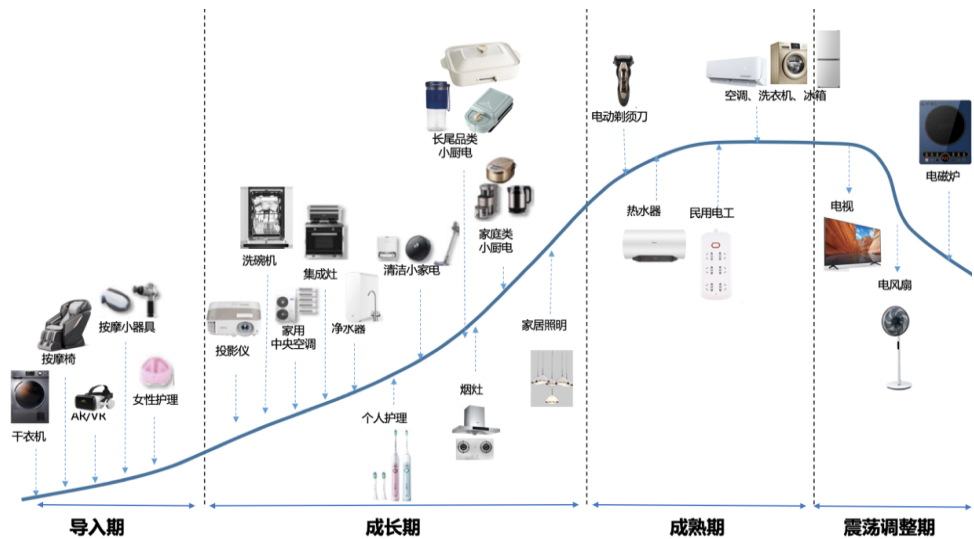 长尾品类
小厨电
电动剃须刀
空调、洗衣机、冰箱
电磁炉
洗碗机
集成灶
清洁小家电
家庭类
小厨电
热水器
民用电工
电视
电风扇
按摩小器具
按摩椅
投影仪
家用
中央空调
净水器
家居照明
女性护理
AR/VR
干衣机
个人护理
烟灶
导入期
成长期
成熟期
震荡调整期